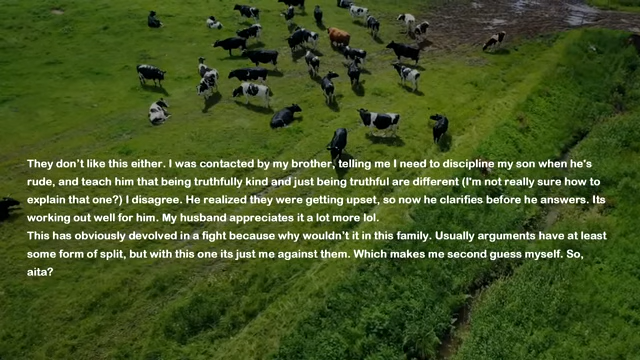 They don't like this either. I was contacted by my brother, telling me I need to discipline my son when he's
rude, and teach him that being truthfully kind and just being truthful are different (I'm not really sure how to
explain that one?) I disagree. He realized they were getting upset, so now he clarifies before he answers. Its
working out well for him. My husband appreciates it a lot more lol.
This has obviously devolved in a fight because why wouldn't it in this family. Usually arguments have at least
some form of split, but with this one its just me against them. Which makes me second guess myself. So,
aita?